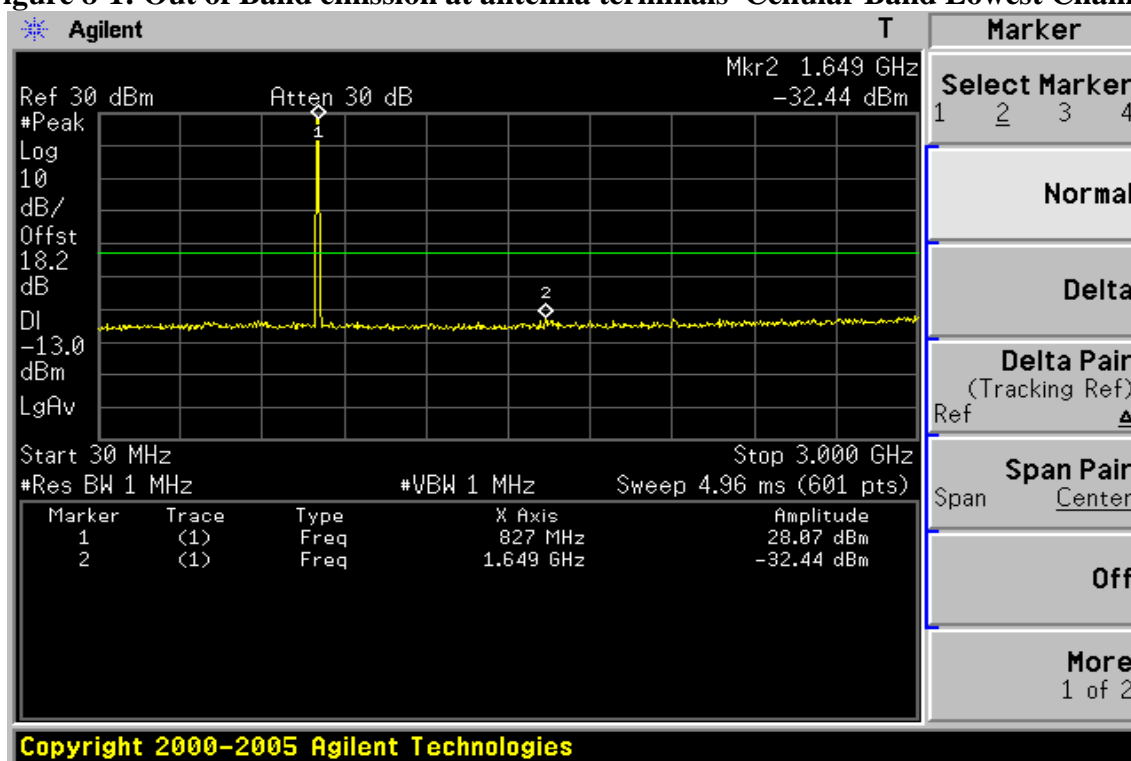 igure 8-1: Out of Band emission at antenna terminals
Agilent T Marker
Mkr2 1.649 GHz
Ref 30 dBm Atten 30 dB -32.44 dBm
#Peak
Log
10
dB/
Offst
18.2
dB
DI
-13.0
dBm
LgAv
1
2
Start 30 MHz Stop 3.000 GHz
#Res BW 1 MHz #VBW 1 MHz Sweep 4.96 ms (601 pts)
Marker Trace Type X Axis Amplitude
1 (1) Freq 827 MHz 28.07 dBm
2 (1) Freq 1.649 GHz -32.44 dBm
Select Marker
1 2 3 4
Normal
Delta
Delta Pair
(Tracking Ref)
Ref Δ
Span Pair
Span Center
Off
More
1 of 2
Copyright 2000-2005 Agilent Technologies